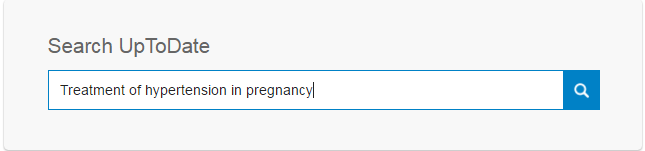 Search UpToDate
Treatment of hypertension in pregnancy